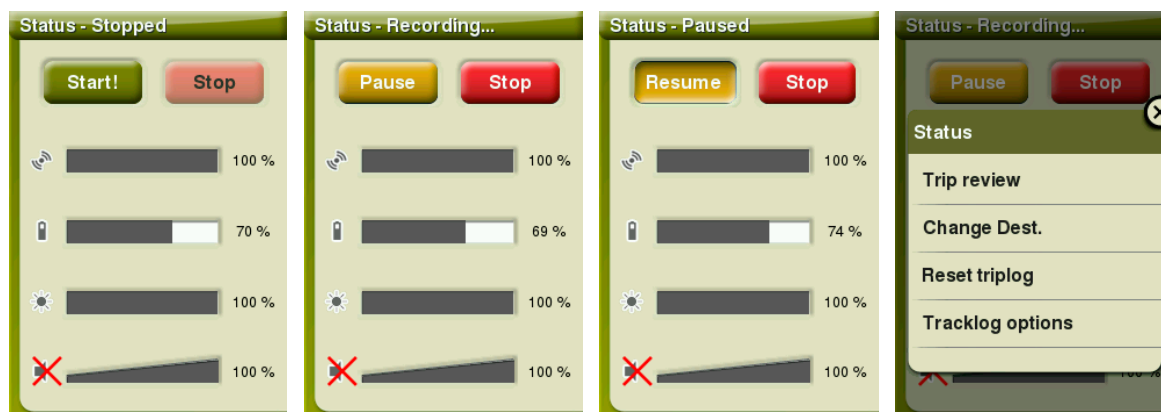 Status - Stopped
Start! Stop
100 %
70 %
100 %
100 %
Status - Recording...
Pause Stop
100 %
69 %
100 %
100 %
Status - Paused
Resume Stop
100 %
74 %
100 %
100 %
Status - Recording...
Pause Stop
Status
Trip review
Change Dest.
Reset triplog
Tracklog options
100 %